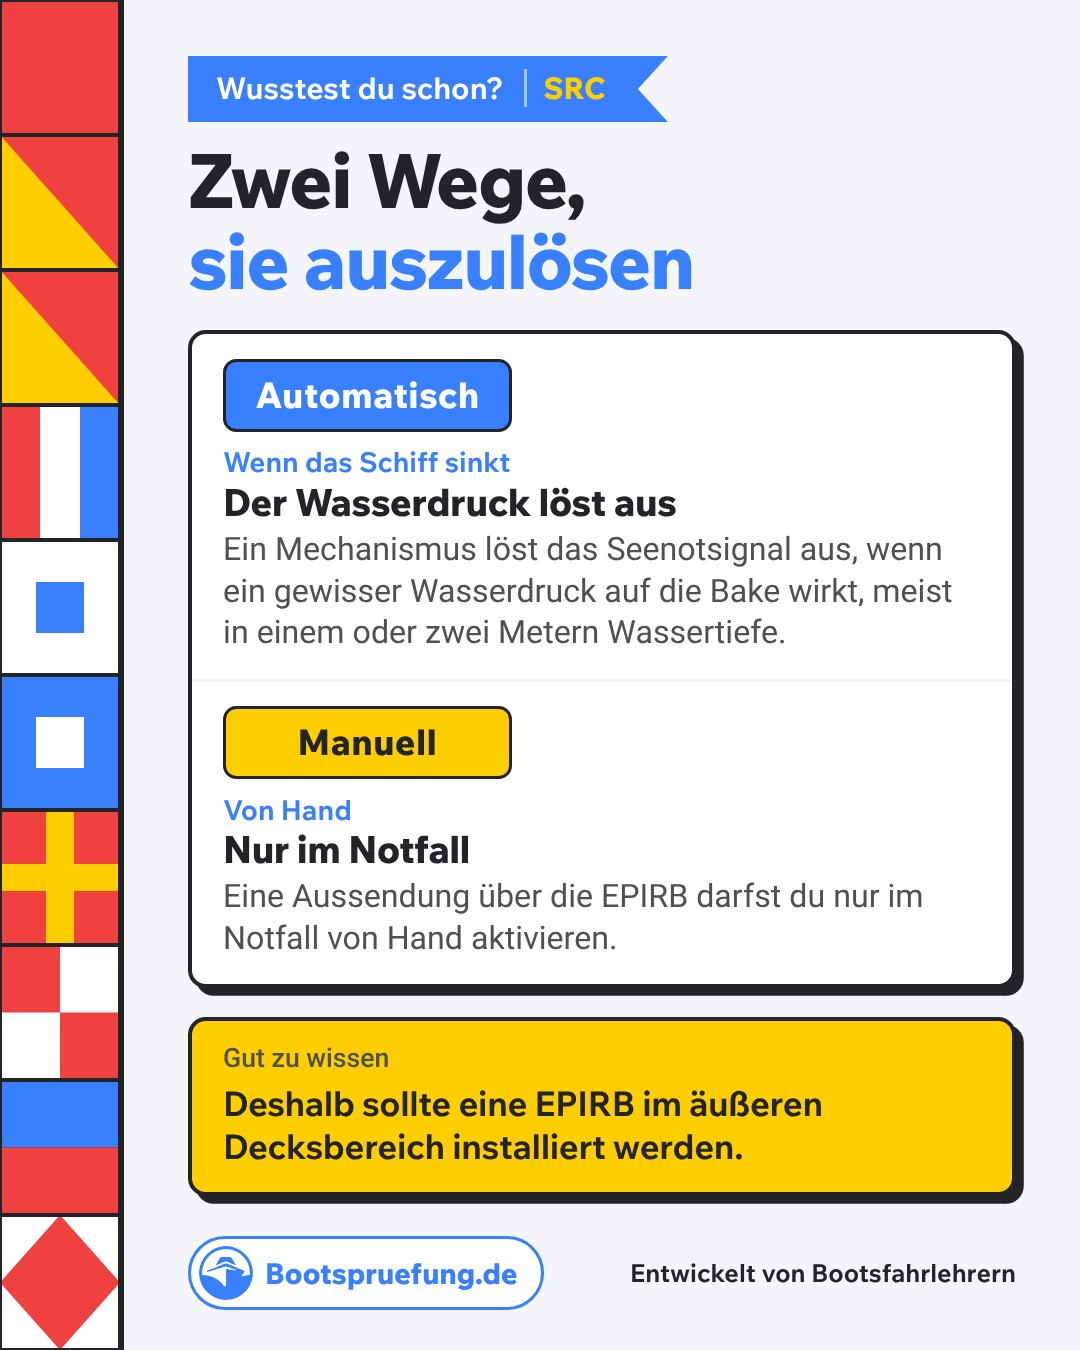 Wusstest du schon? | SRC
Zwei Wege,
sie auszulösen
Automatisch
Wenn das Schiff sinkt
Der Wasserdruck löst aus
Ein Mechanismus löst das Seenotsignal aus, wenn
ein gewisser Wasserdruck auf die Bake wirkt, meist
in einem oder zwei Metern Wassertiefe.
Manuell
Von Hand
Nur im Notfall
Eine Aussendung über die EPIRB darfst du nur im
Notfall von Hand aktivieren.
Gut zu wissen
Deshalb sollte eine EPIRB im äußeren
Decksbereich installiert werden.
Bootspruefung.de
Entwickelt von Bootsfahrlehrern